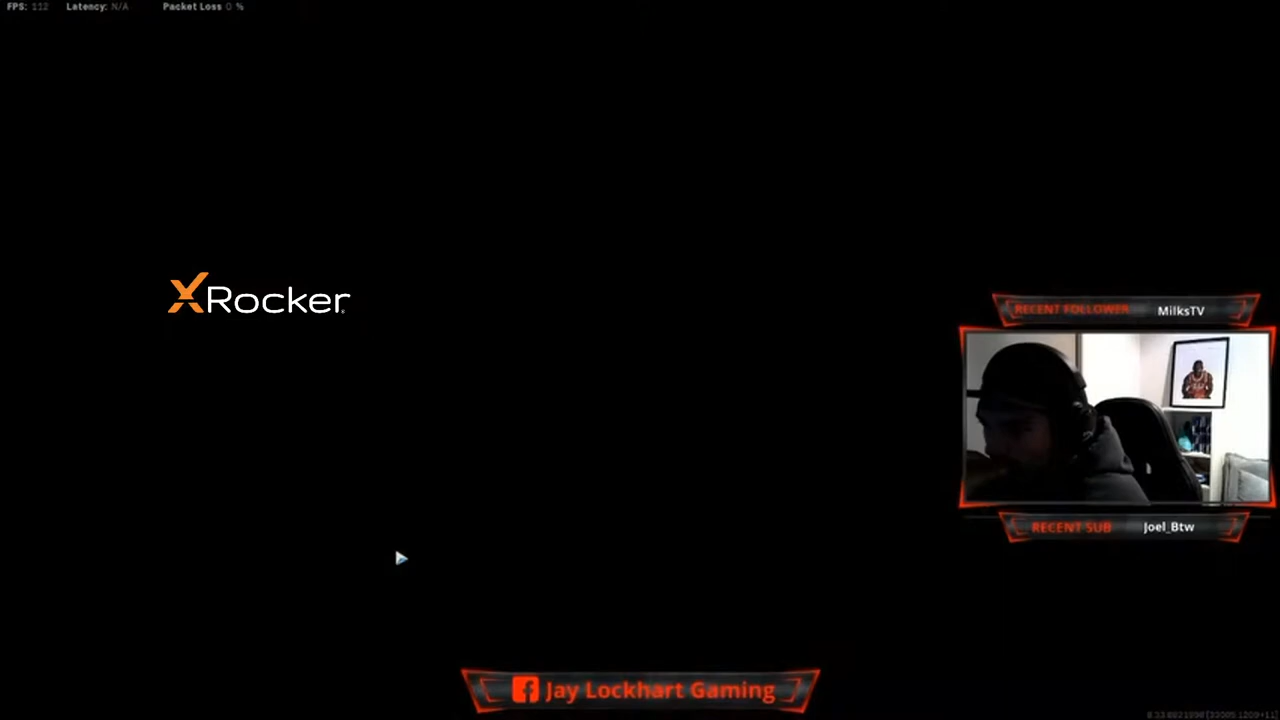 FPS: 112 Latency: N/A Packet Loss 0 %
XRocker
RECENT FOLLOWER MilksTV
RECENT SUB Joel_Btw
Jay Lockhart Gaming